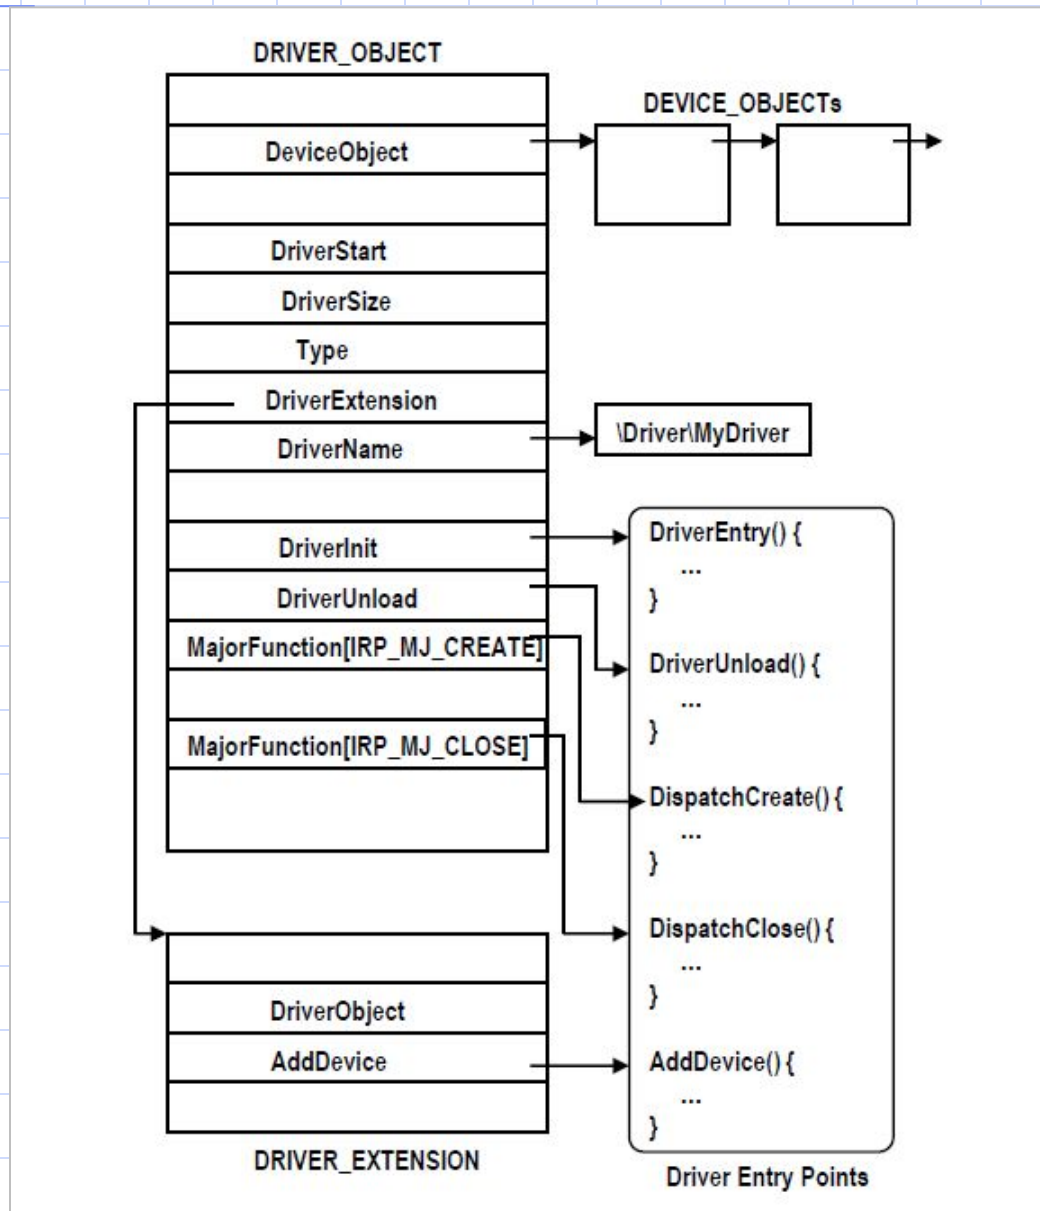 DRIVER_OBJECT
DEVICE_OBJECTs
DeviceObject
DriverStart
DriverSize
Type
DriverExtension
DriverName
\Driver\MyDriver
DriverInit
DriverUnload
MajorFunction[IRP_MJ_CREATE]
MajorFunction[IRP_MJ_CLOSE]
DriverEntry() {
...
}
DriverUnload() {
...
}
DispatchCreate() {
...
}
DispatchClose() {
...
}
AddDevice() {
...
}
Driver Entry Points
DriverObject
AddDevice
DRIVER_EXTENSION